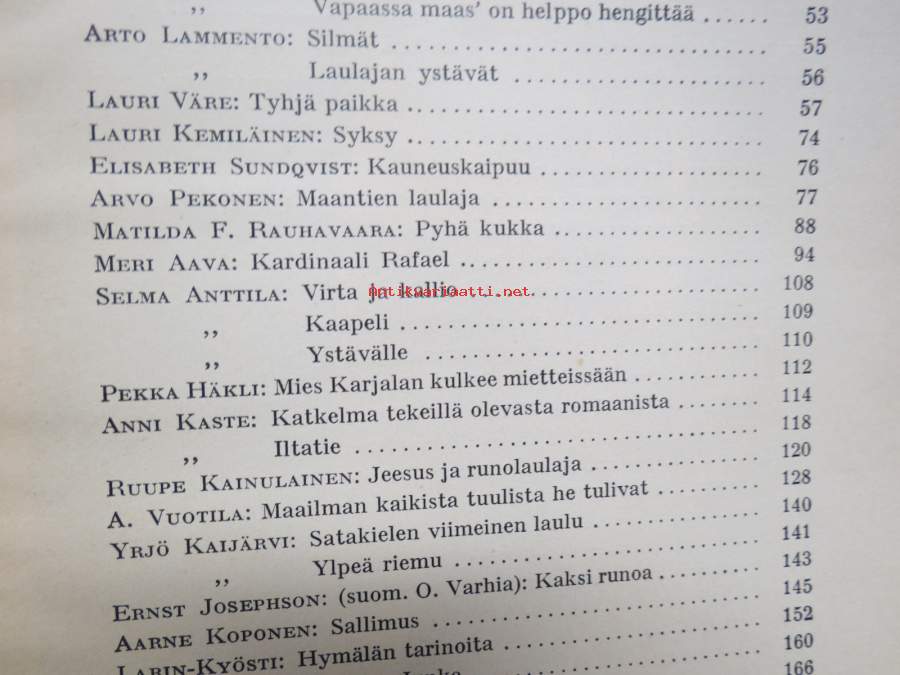 „ Vapaassa maas' on helppo hengittää ...... 53
ARTO LAMMENTO: Silmät ................................ 55
„ Laulajan ystävät ..................... 56
LAURI VÄRE: Tyhjä paikka .............................. 57
LAURI KEMILÄINEN: Syksy .............................. 74
ELISABETH SUNDQVIST: Kauneuskaipuu .................. 76
ARVO PEKONEN: Maantien laulaja ...................... 77
MATILDA F. RAUHAVAARA: Pyhä kukka .................. 88
MERI AAVA: Kardinaali Rafael .......................... 94
SELMA ANTTILA: Virta ja kallio ........................ 108
antikvariaatti.net
„ Kaapeli .............................. 109
„ Ystävälle ............................ 110
PEKKA HÄKLI: Mies Karjalan kulkee mietteissään .......... 112
ANNI KASTE: Katkelma tekeillä olevasta romaanista ........ 114
„ Iltatie .................................. 118
RUUPE KAINULAINEN: Jeesus ja runolaulaja .............. 120
A. VUOTILA: Maailman kaikista tuulista he tulivat .......... 128
YRJÖ KAIJÄRVI: Satakielen viimeinen laulu .............. 140
„ Ylpeä riemu .......................... 141
ERNST JOSEPHSON: (suom. O. Varhia): Kaksi runoa ........ 143
AARNE KOPONEN: Sallimus .............................. 145
LARIN-KYÖSTI: Hymälän tarinoita ...................... 152
160
166